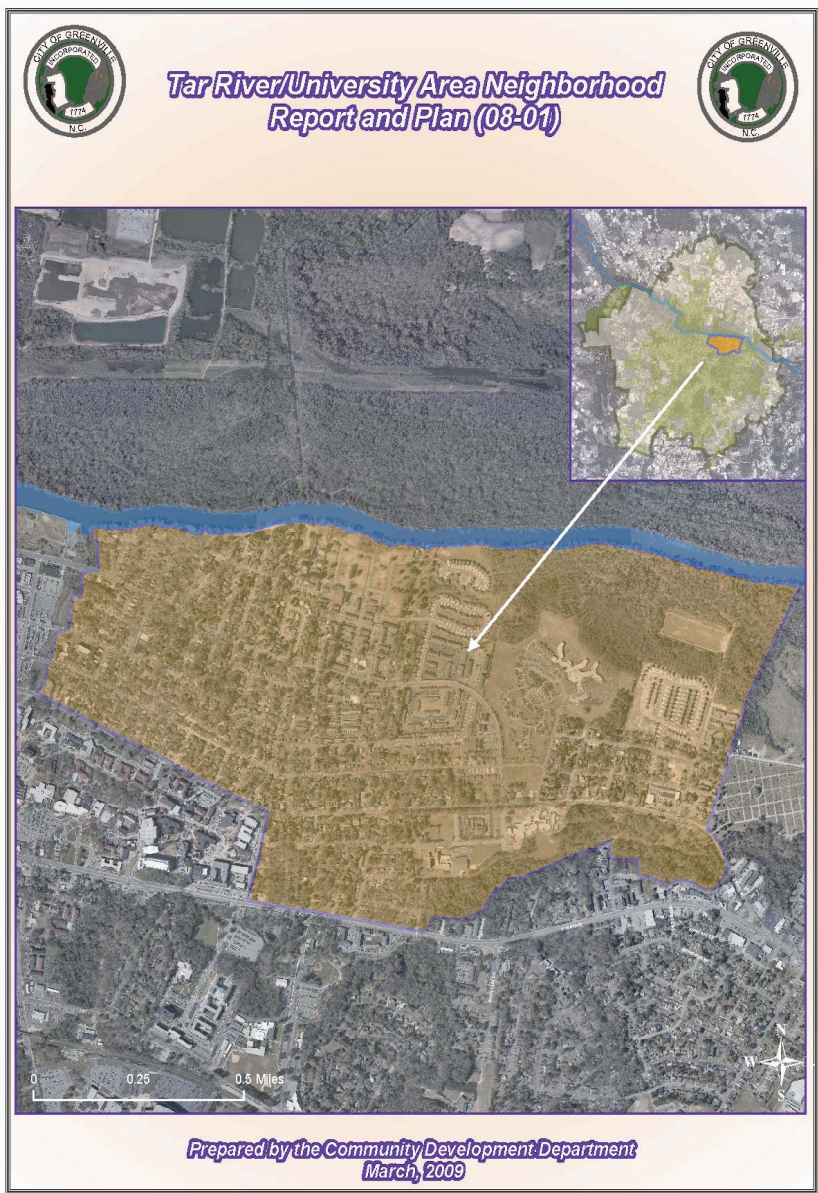 CITY OF GREENVILLE
INCORPORATED
1774
N.C.
Tar River/University Area Neighborhood
Report and Plan (08-01)
CITY OF GREENVILLE
INCORPORATED
1774
N.C.
N
W
S
0 0.25 0.5 Miles
Prepared by the Community Development Department
March, 2009